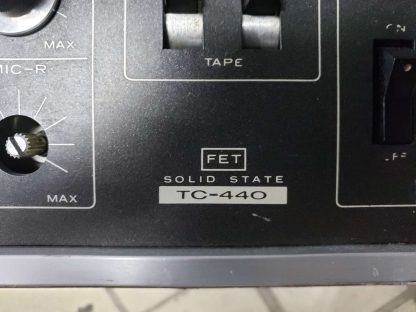 MAX
ON
TAPE
MIC-R
FET
SOLID STATE
TC-440
MAX